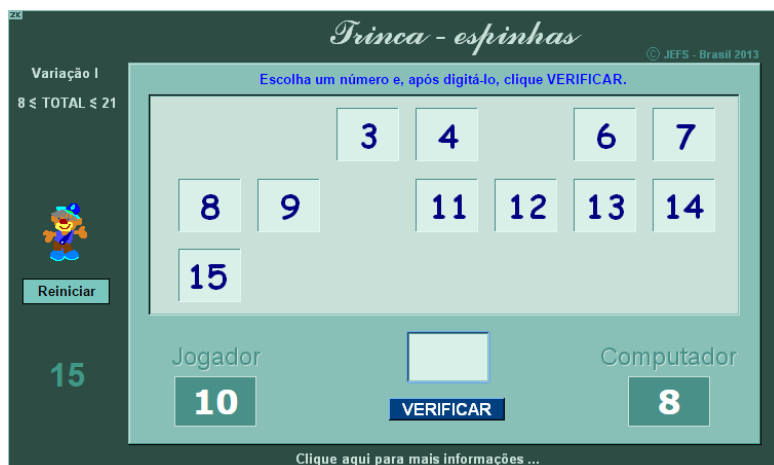 ZK
Trinca - espinhas
© JEFS - Brasil 2013
Variação I
8 ≤ TOTAL ≤ 21
Escolha um número e, após digitá-lo, clique VERIFICAR.
3 4 6 7
8 9 11 12 13 14
15
Reiniciar
15
Jogador
10
VERIFICAR
Computador
8
Clique aqui para mais informações ...